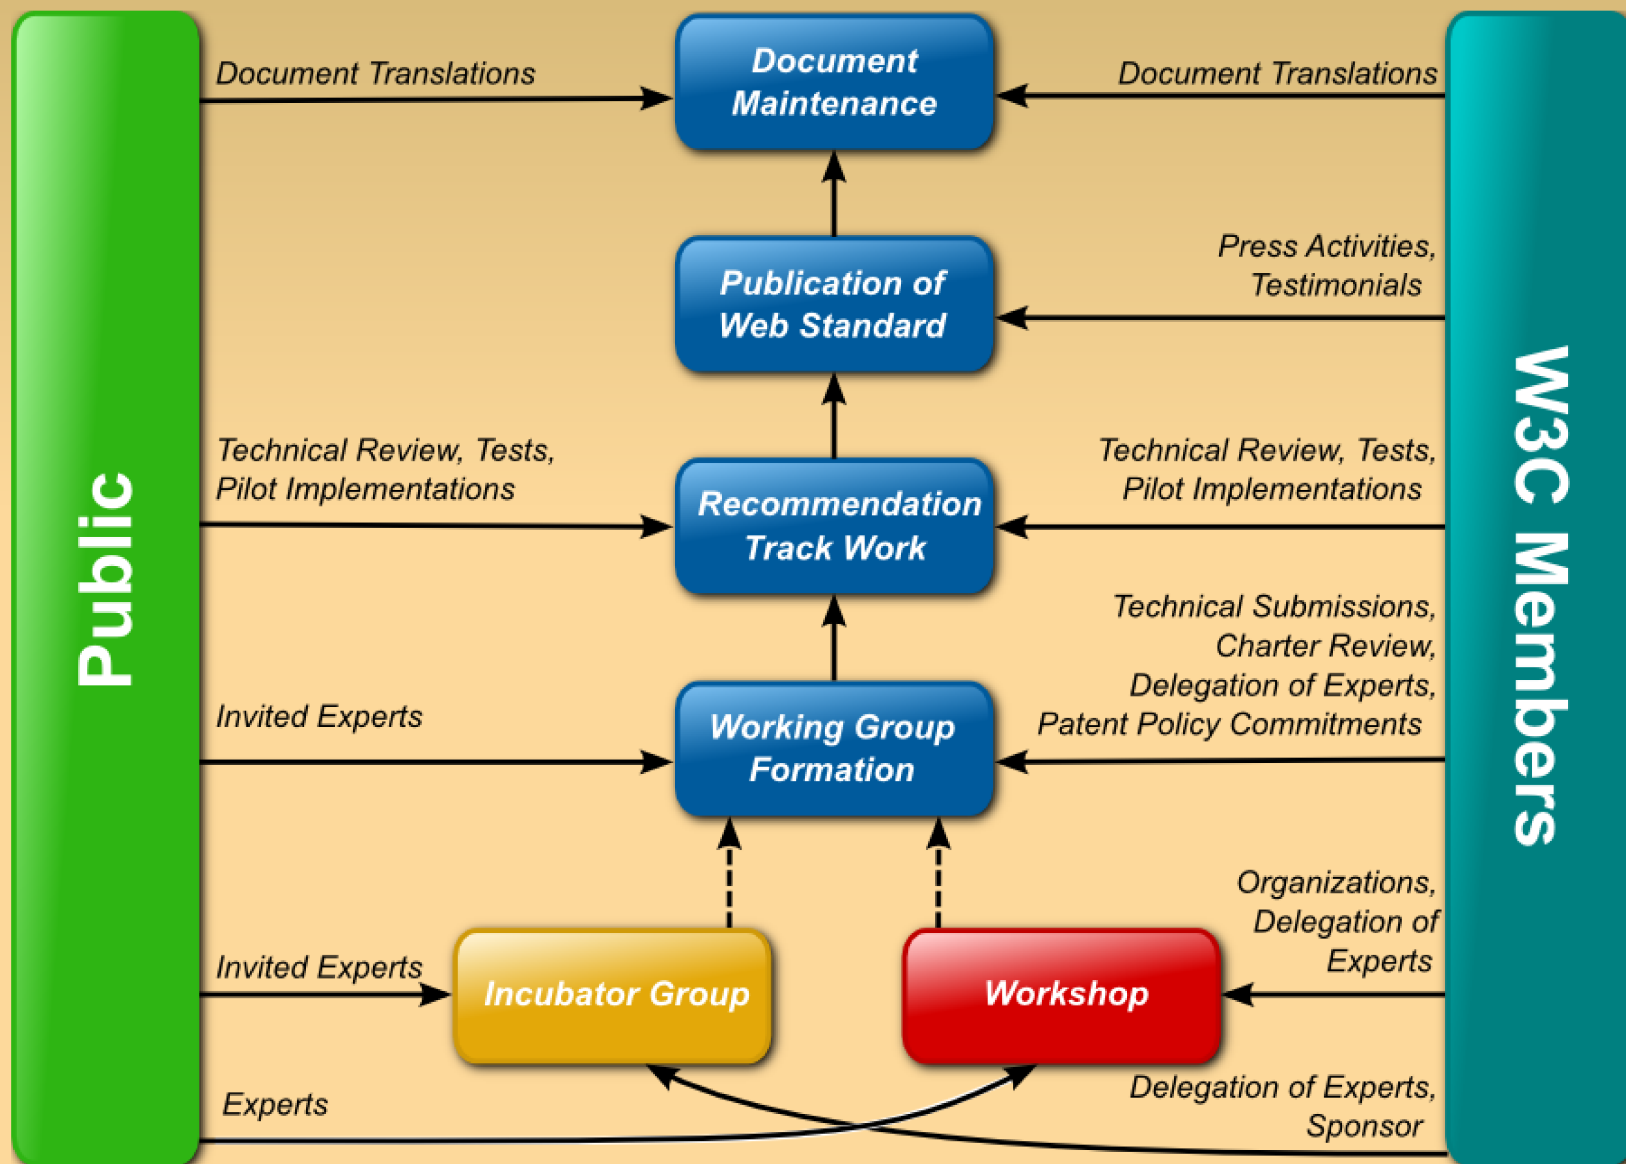 Public
W3C Members
Document Translations
Document
Maintenance
Document Translations
Publication of
Web Standard
Press Activities,
Testimonials
Technical Review, Tests,
Pilot Implementations
Recommendation
Track Work
Technical Review, Tests,
Pilot Implementations
Invited Experts
Working Group
Formation
Technical Submissions,
Charter Review,
Delegation of Experts,
Patent Policy Commitments
Invited Experts
Incubator Group
Workshop
Organizations,
Delegation of
Experts
Experts
Delegation of Experts,
Sponsor